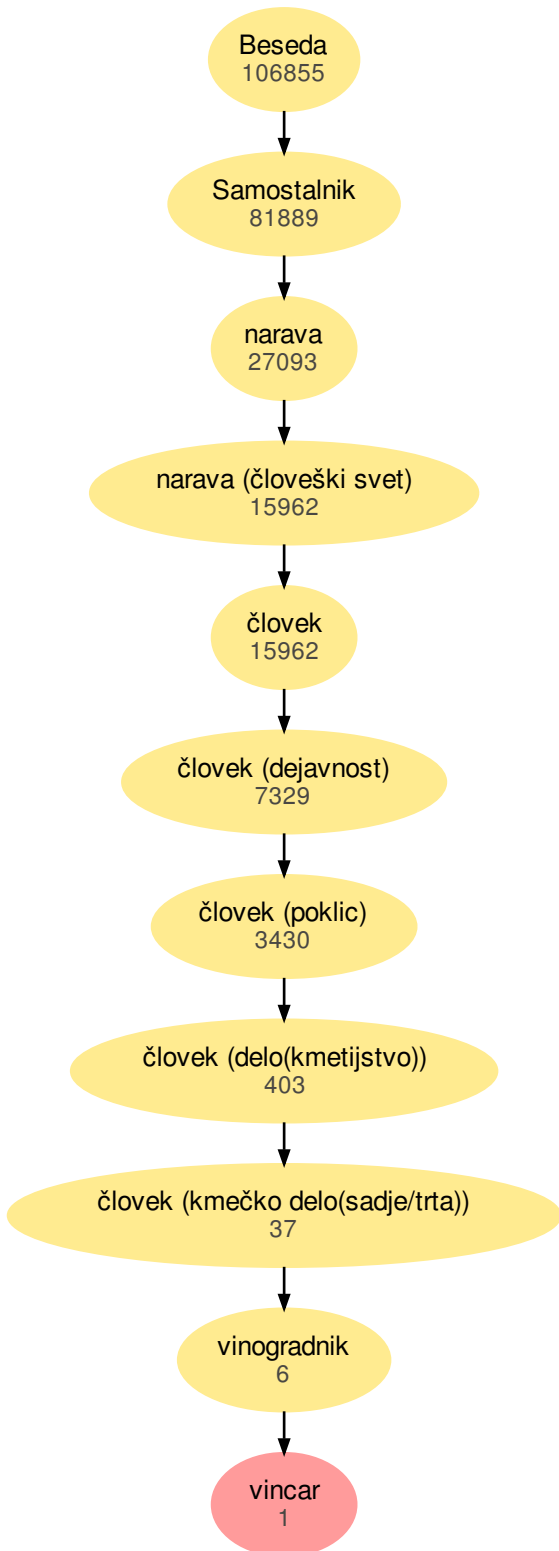 Beseda
106855
Samostalnik
81889
narava
27093
narava (človeški svet)
15962
človek
15962
človek (dejavnost)
7329
človek (poklic)
3430
človek (delo(kmetijstvo))
403
človek (kmečko delo(sadje/trta))
37
vinogradnik
6
vincar
1